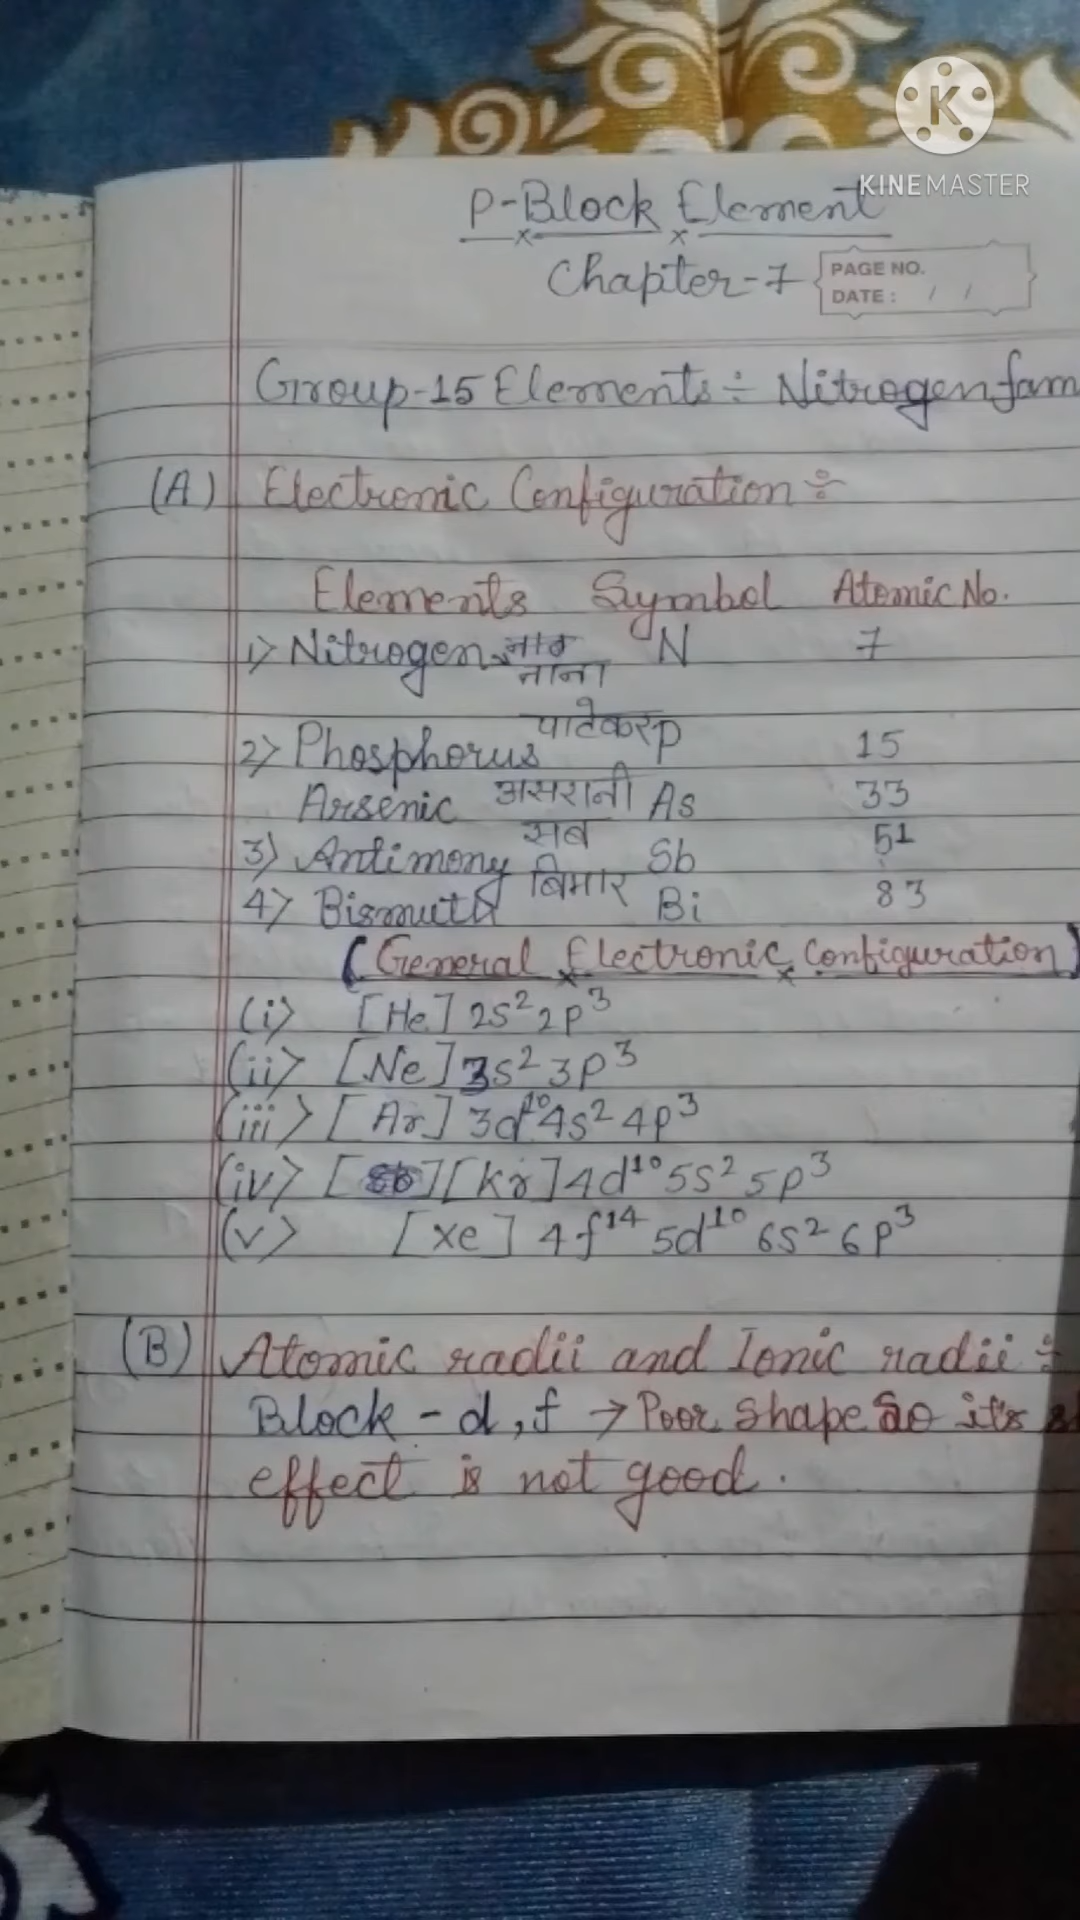 K
KINEMASTER
P-Block Element
Chapter-7
PAGE NO.
DATE: / /
Group-15 Elements ÷ Nitrogen fam
(A) Electronic Configuration ÷
Elements Symbol Atomic No.
1> Nitrogen N 7
नाना
2> Phosphorus पाटेकर P 15
Arsenic असरानी As 33
3) Antimony सब Sb 51
4> Bismuth बिमार Bi 83
(General Electronic Configuration)
(i> [He] 2s² 2p³
(ii> [Ne] 3s² 3p³
(iii> [Ar] 3d¹⁰ 4s² 4p³
(iv> [Sb] [Kr] 4d¹⁰ 5s² 5p³
(v> [xe] 4f¹⁴ 5d¹⁰ 6s² 6p³
(B) Atomic radii and Ionic radii ÷
Block - d, f → Poor Shape So it's
effect is not good.